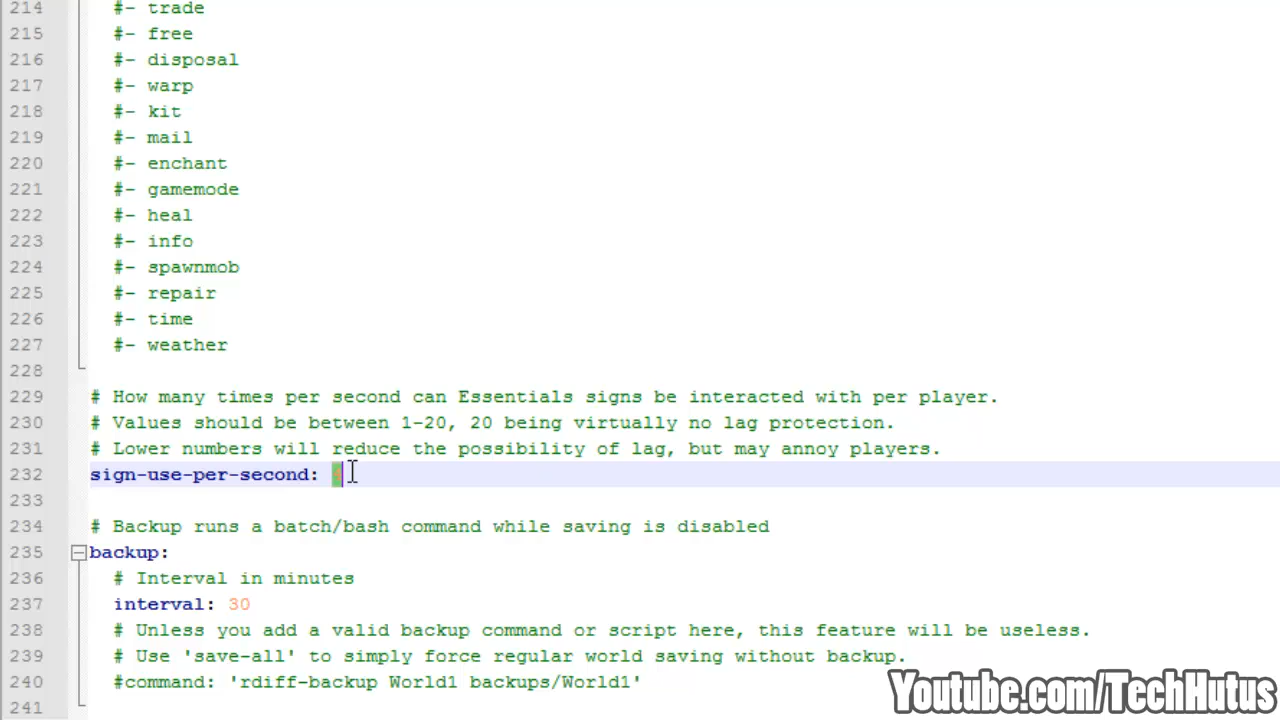 214 #- trade
215 #- free
216 #- disposal
217 #- warp
218 #- kit
219 #- mail
220 #- enchant
221 #- gamemode
222 #- heal
223 #- info
224 #- spawnmob
225 #- repair
226 #- time
227 #- weather
228
229 # How many times per second can Essentials signs be interacted with per player.
230 # Values should be between 1-20, 20 being virtually no lag protection.
231 # Lower numbers will reduce the possibility of lag, but may annoy players.
232 sign-use-per-second:
233
234 # Backup runs a batch/bash command while saving is disabled
235 backup:
236 # Interval in minutes
237 interval: 30
238 # Unless you add a valid backup command or script here, this feature will be useless.
239 # Use 'save-all' to simply force regular world saving without backup.
240 #command: 'rdiff-backup World1 backups/World1'
241
Youtube.com/TechHutus